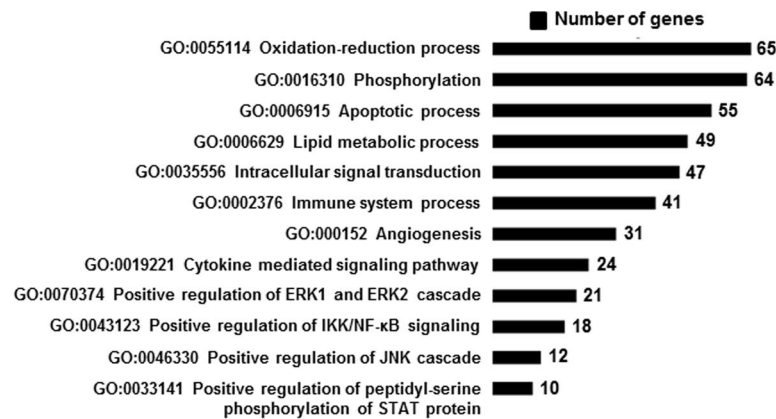 Number of genes
GO:0055114 Oxidation-reduction process 65
GO:0016310 Phosphorylation 64
GO:0006915 Apoptotic process 55
GO:0006629 Lipid metabolic process 49
GO:0035556 Intracellular signal transduction 47
GO:0002376 Immune system process 41
GO:000152 Angiogenesis 31
GO:0019221 Cytokine mediated signaling pathway 24
GO:0070374 Positive regulation of ERK1 and ERK2 cascade 21
GO:0043123 Positive regulation of IKK/NF-κB signaling 18
GO:0046330 Positive regulation of JNK cascade 12
GO:0033141 Positive regulation of peptidyl-serine 10
phosphorylation of STAT protein